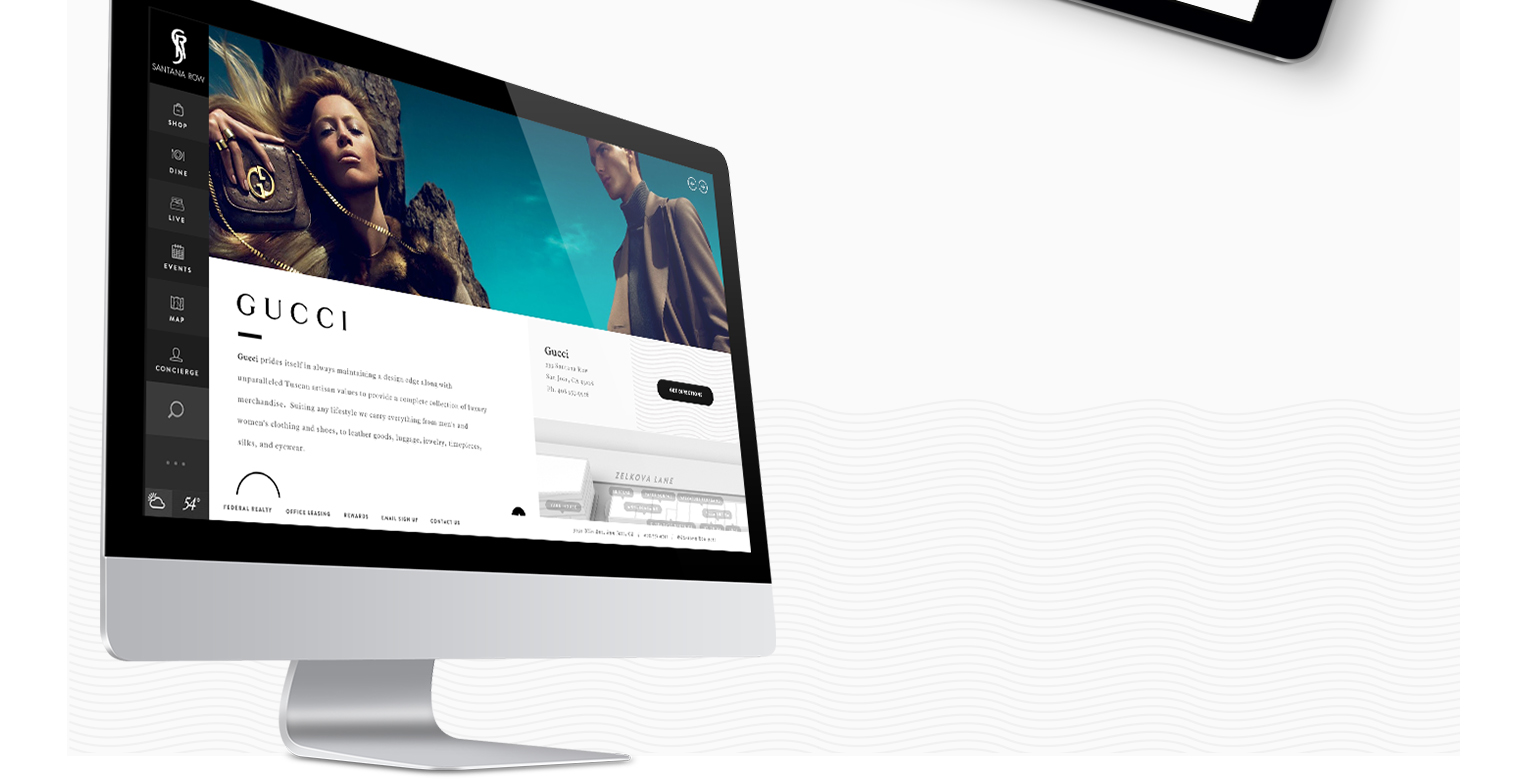 SANTANA ROW
SHOP
DINE
LIVE
EVENTS
MAP
CONCIERGE
54°
GUCCI
Gucci prides itself in always maintaining a design edge along with
unparalleled Tuscan artisan values to provide a complete collection of luxury
merchandise. Suiting any lifestyle we carry everything from men's and
women's clothing and shoes, to leather goods, luggage, jewelry, timepieces,
silks, and eyewear.
Gucci
San Jose, CA
GET DIRECTIONS
ZELKOVA LANE
FEDERAL REALTY
OFFICE LEASING
REWARDS
EMAIL SIGN UP
CONTACT US